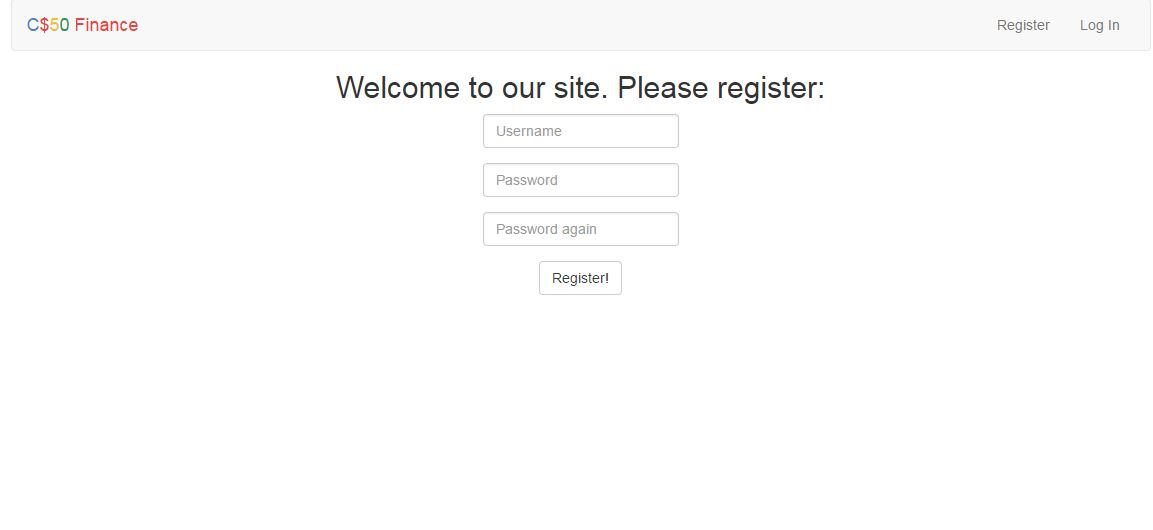 C$50 Finance
Register
Log In
Welcome to our site. Please register:
Username
Password
Password again
Register!